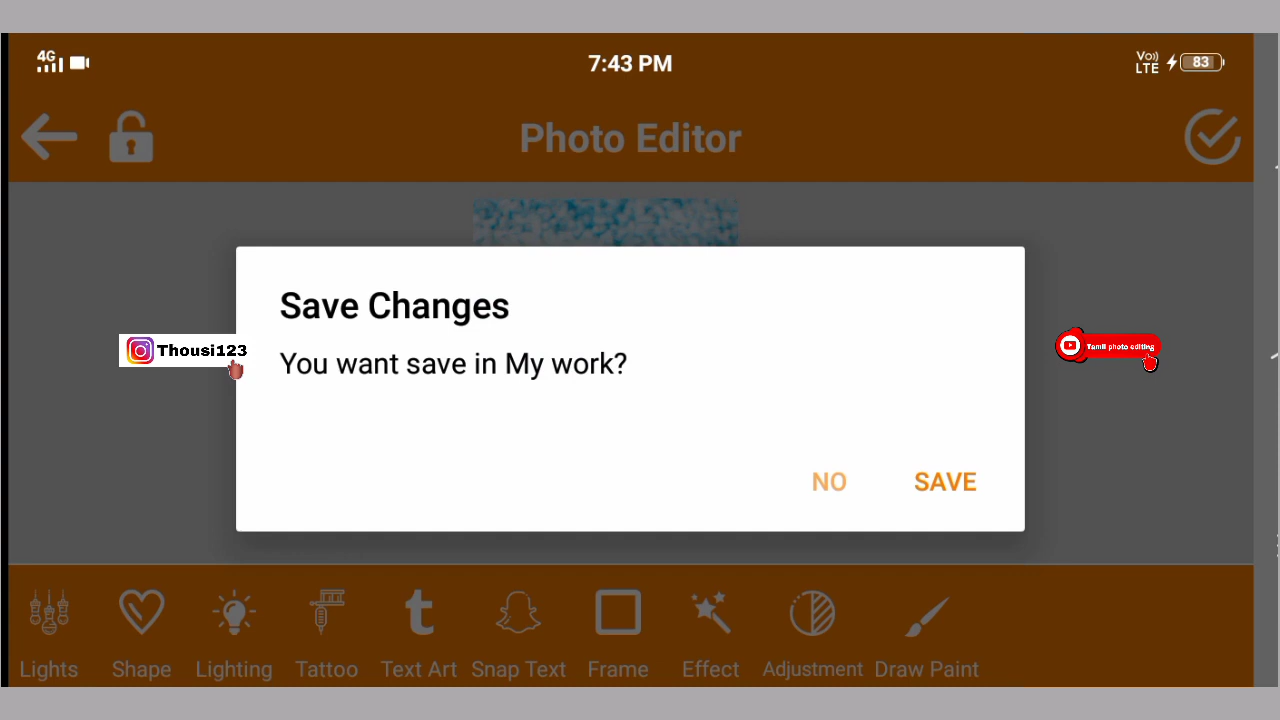 4G
7:43 PM
Vo))
LTE
83
Photo Editor
Save Changes
You want save in My work?
Thousi123
Tamil photo editing
NO
SAVE
Lights
Shape
Lighting
Tattoo
Text Art
Snap Text
Frame
Effect
Adjustment
Draw Paint